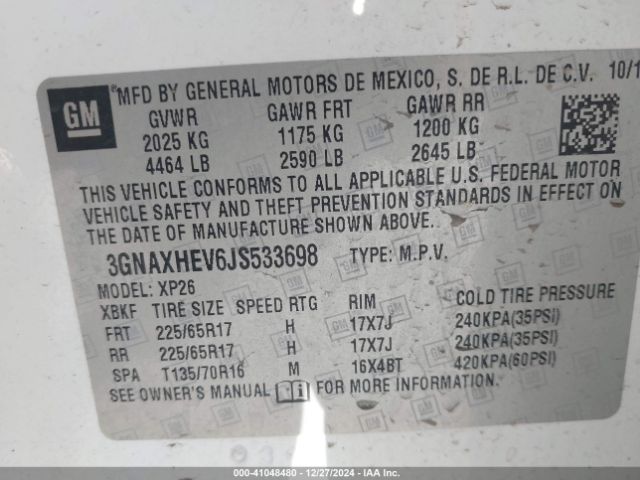 GM
®MFD BY GENERAL MOTORS DE MEXICO, S. DE R.L. DE C.V. 10/1
GVWR GAWR FRT GAWR RR
2025 KG 1175 KG 1200 KG
4464 LB 2590 LB 2645 LB
THIS VEHICLE CONFORMS TO ALL APPLICABLE U.S. FEDERAL MOTOR
VEHICLE SAFETY AND THEFT PREVENTION STANDARDS IN EFFECT ON
THE DATE OF MANUFACTURE SHOWN ABOVE.
3GNAXHEV6JS533698 TYPE: M.P.V.
MODEL: XP26
XBKF TIRE SIZE SPEED RTG RIM COLD TIRE PRESSURE
FRT 225/65R17 H 17X7J 240KPA(35PSI)
RR 225/65R17 H 17X7J 240KPA(35PSI)
SPA T135/70R16 M 16X4BT 420KPA(60PSI)
SEE OWNER'S MANUAL FOR MORE INFORMATION.
000-41048480 - 12/27/2024 - IAA Inc.